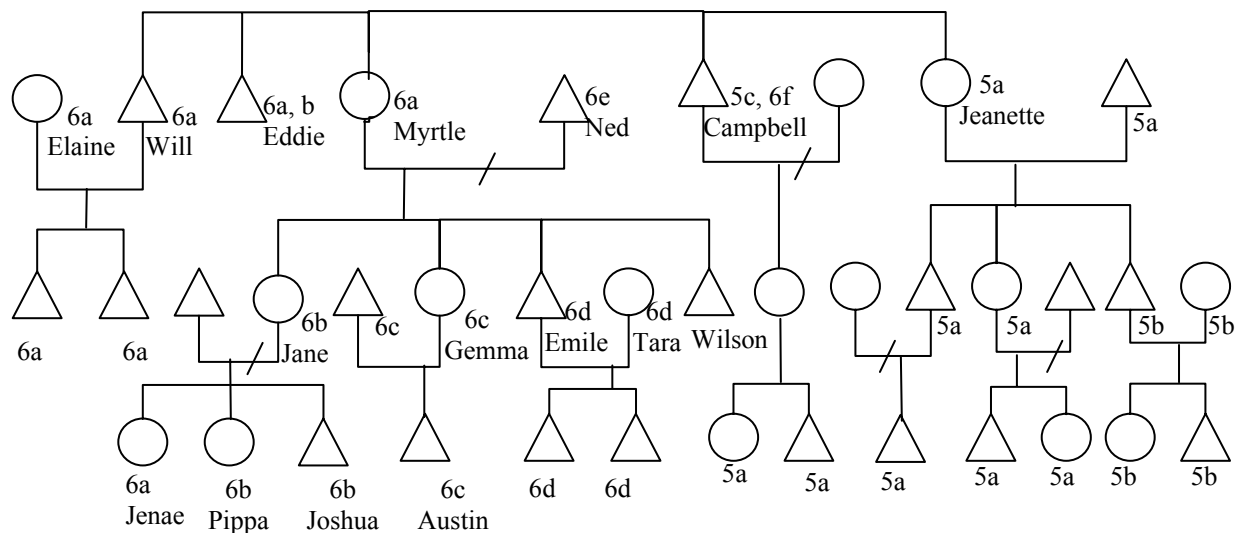 6a
Elaine
6a
Will
6a, b
Eddie
6a
Myrtle
6e
Ned
5c, 6f
Campbell
5a
Jeanette
5a
6a
6a
6b
Jane
6c
6c
Gemma
6d
Emile
6d
Tara
Wilson
5a
5a
5b
5b
6a
Jenae
6b
Pippa
6b
Joshua
6c
Austin
6d
6d
5a
5a
5a
5a
5a
5b
5b